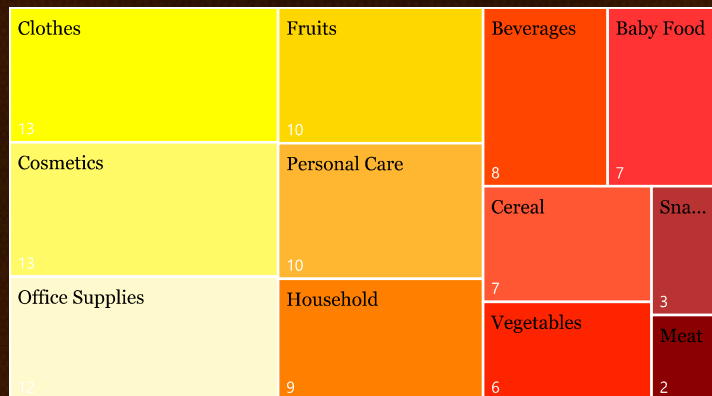 Clothes
13
Cosmetics
13
Office Supplies
12
Fruits
10
Personal Care
10
Household
9
Beverages
8
Baby Food
7
Cereal
7
Vegetables
6
Sna...
3
Meat
2